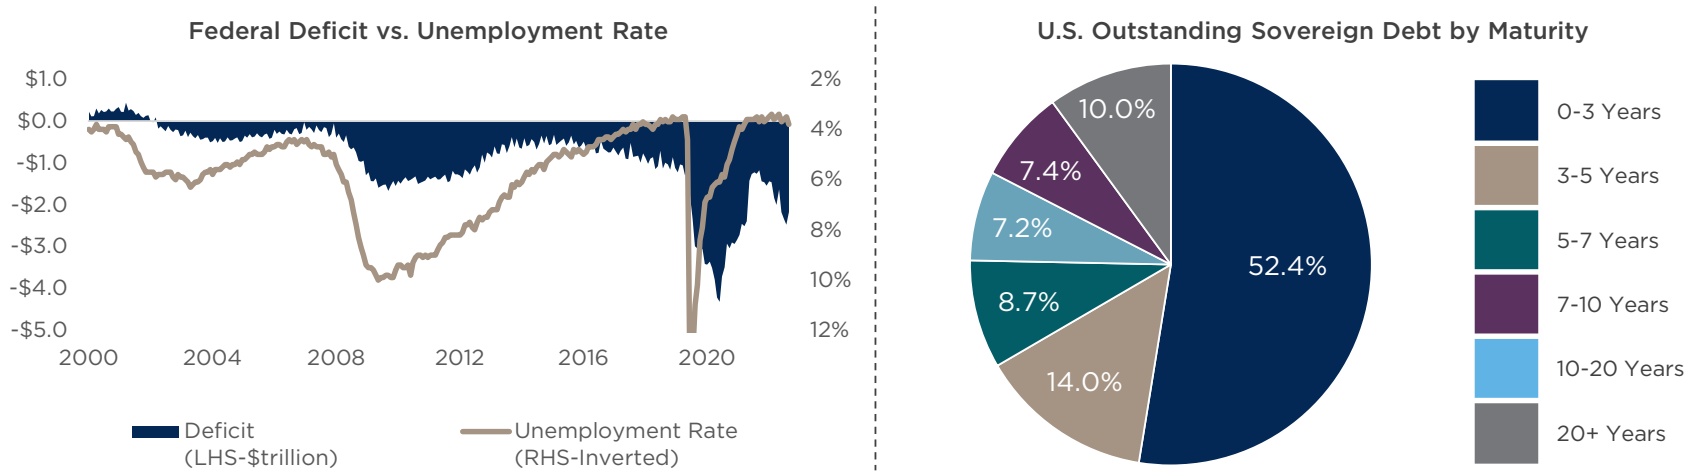 Federal Deficit vs. Unemployment Rate
$1.0
$0.0
-$1.0
-$2.0
-$3.0
-$4.0
-$5.0
2%
4%
6%
8%
10%
12%
2000 2004 2008 2012 2016 2020
Deficit
(LHS-$trillion)
Unemployment Rate
(RHS-Inverted)
U.S. Outstanding Sovereign Debt by Maturity
52.4%
14.0%
8.7%
7.2%
7.4%
10.0%
0-3 Years
3-5 Years
5-7 Years
7-10 Years
10-20 Years
20+ Years